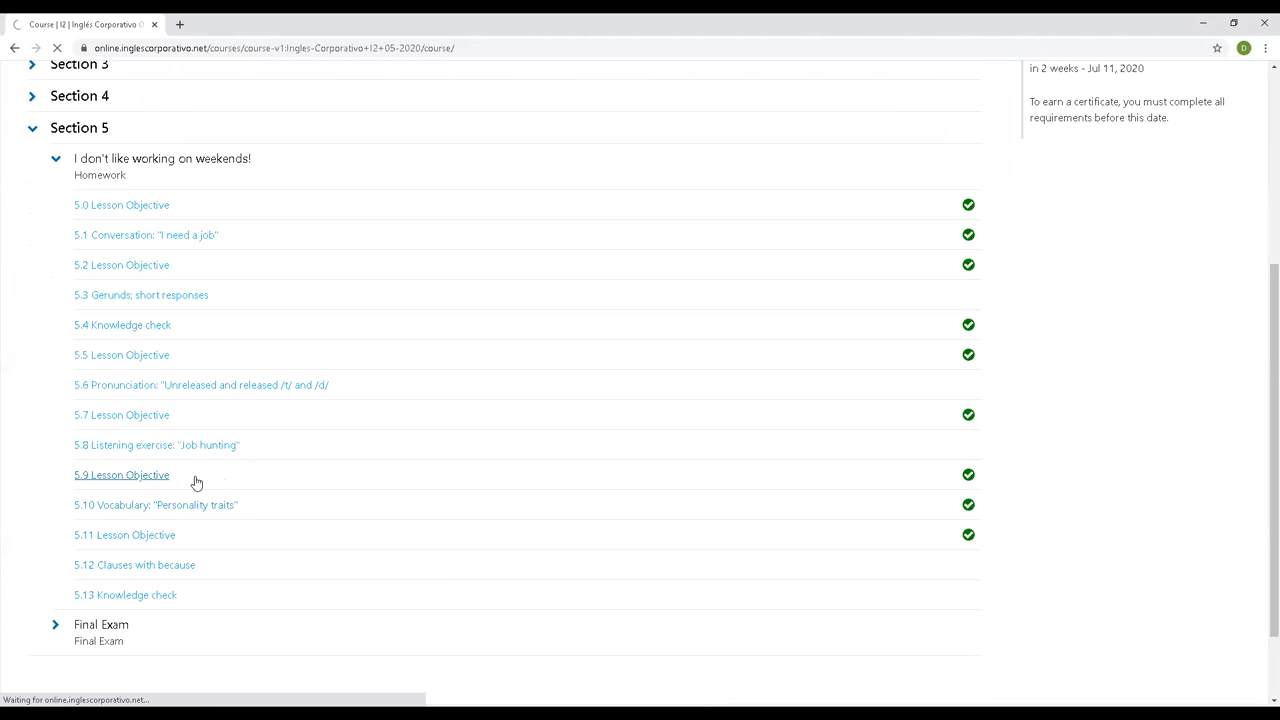 Course | I2 | Inglés Corporativo O
online.inglescorporativo.net/courses/course-v1:Ingles-Corporativo+I2+05-2020/course/
D
Section 3
in 2 weeks - Jul 11, 2020
Section 4
To earn a certificate, you must complete all
requirements before this date.
Section 5
I don't like working on weekends!
Homework
5.0 Lesson Objective
5.1 Conversation: "I need a job"
5.2 Lesson Objective
5.3 Gerunds; short responses
5.4 Knowledge check
5.5 Lesson Objective
5.6 Pronunciation: "Unreleased and released /t/ and /d/
5.7 Lesson Objective
5.8 Listening exercise: "Job hunting"
5.9 Lesson Objective
5.10 Vocabulary: "Personality traits"
5.11 Lesson Objective
5.12 Clauses with because
5.13 Knowledge check
Final Exam
Final Exam
Waiting for online.inglescorporativo.net...